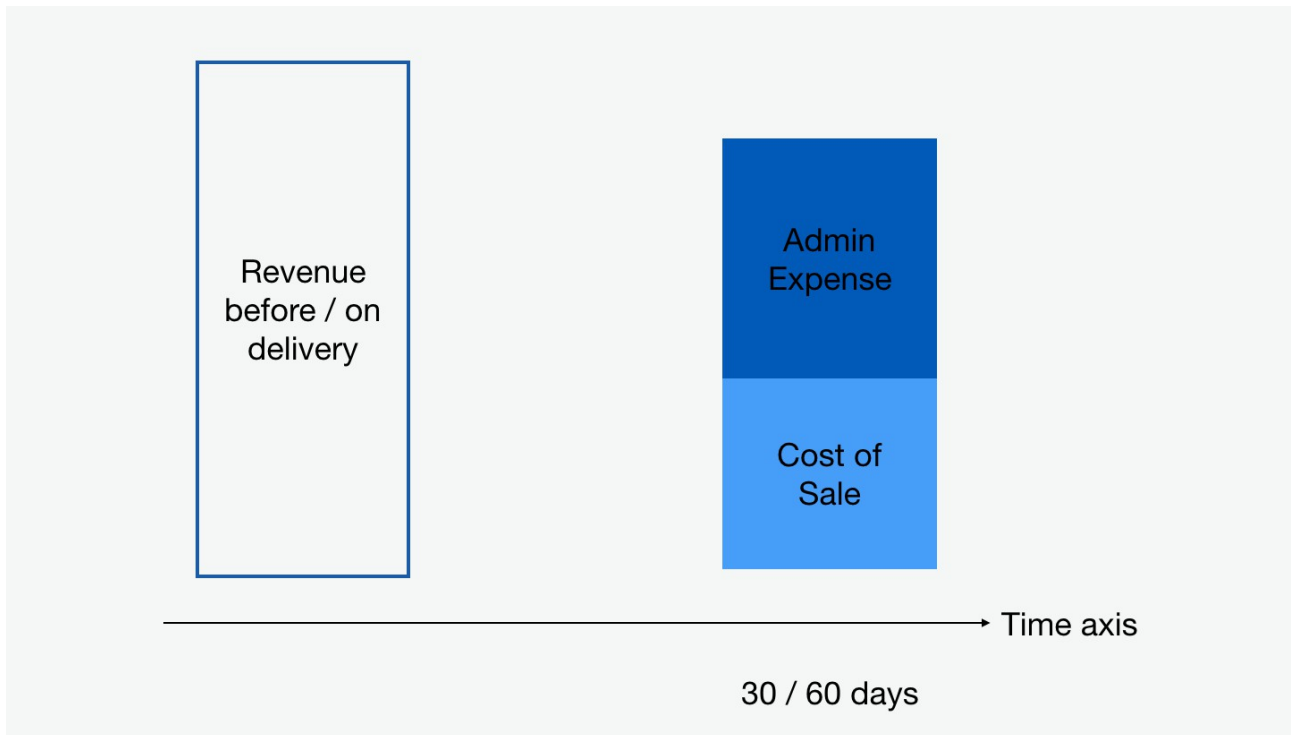 Revenue
before / on
delivery
Admin
Expense
Cost of
Sale
Time axis
30 / 60 days